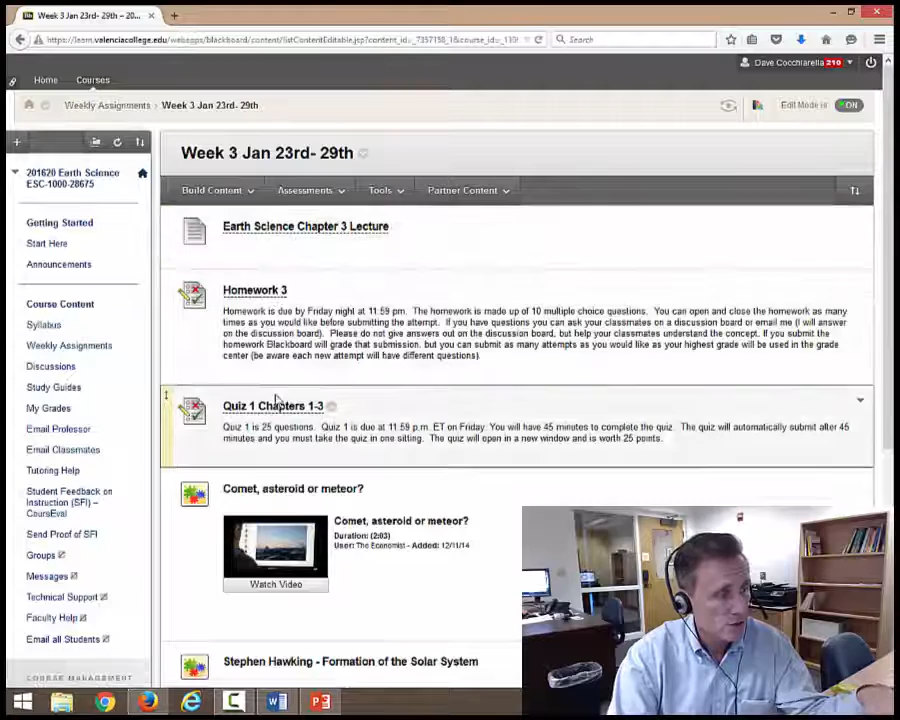 Week 3 Jan 23rd- 29th – 20...
https://learn.valenciacollege.edu/webapps/blackboard/content/listContentEditable.jsp?content_id=_7357150_1&course_id=_
Search
Dave Cocchiarella 210
Home Courses
Weekly Assignments Week 3 Jan 23rd- 29th
Edit Mode is: ON
201620 Earth Science
ESC-1000-28675
Getting Started
Start Here
Announcements
Course Content
Syllabus
Weekly Assignments
Discussions
Study Guides
My Grades
Email Professor
Email Classmates
Tutoring Help
Student Feedback on
Instruction (SFI) –
CoursEval
Send Proof of SFI
Groups
Messages
Technical Support
Faculty Help
Email all Students
COURSE MANAGEMENT
Week 3 Jan 23rd- 29th
Build Content Assessments Tools Partner Content
Earth Science Chapter 3 Lecture
Homework 3
Homework is due by Friday night at 11:59 pm. The homework is made up of 10 multiple choice questions. You can open and close the homework as many
times as you would like before submitting the attempt. If you have questions you can ask your classmates on a discussion board or email me (I will answer
on the discussion board). Please do not give answers out on the discussion board, but help your classmates understand the concept. If you submit the
homework Blackboard will grade that submission, but you can submit as many attempts as you would like as your highest grade will be used in the grade
center (be aware each new attempt will have different questions).
Quiz 1 Chapters 1-3
Quiz 1 is 25 questions. Quiz 1 is due at 11:59 p.m. ET on Friday. You will have 45 minutes to complete the quiz. The quiz will automatically submit after 45
minutes and you must take the quiz in one sitting. The quiz will open in a new window and is worth 25 points.
Comet, asteroid or meteor?
Comet, asteroid or meteor?
Duration: (2:03)
User: The Economist - Added: 12/11/14
Watch Video
Stephen Hawking - Formation of the Solar System